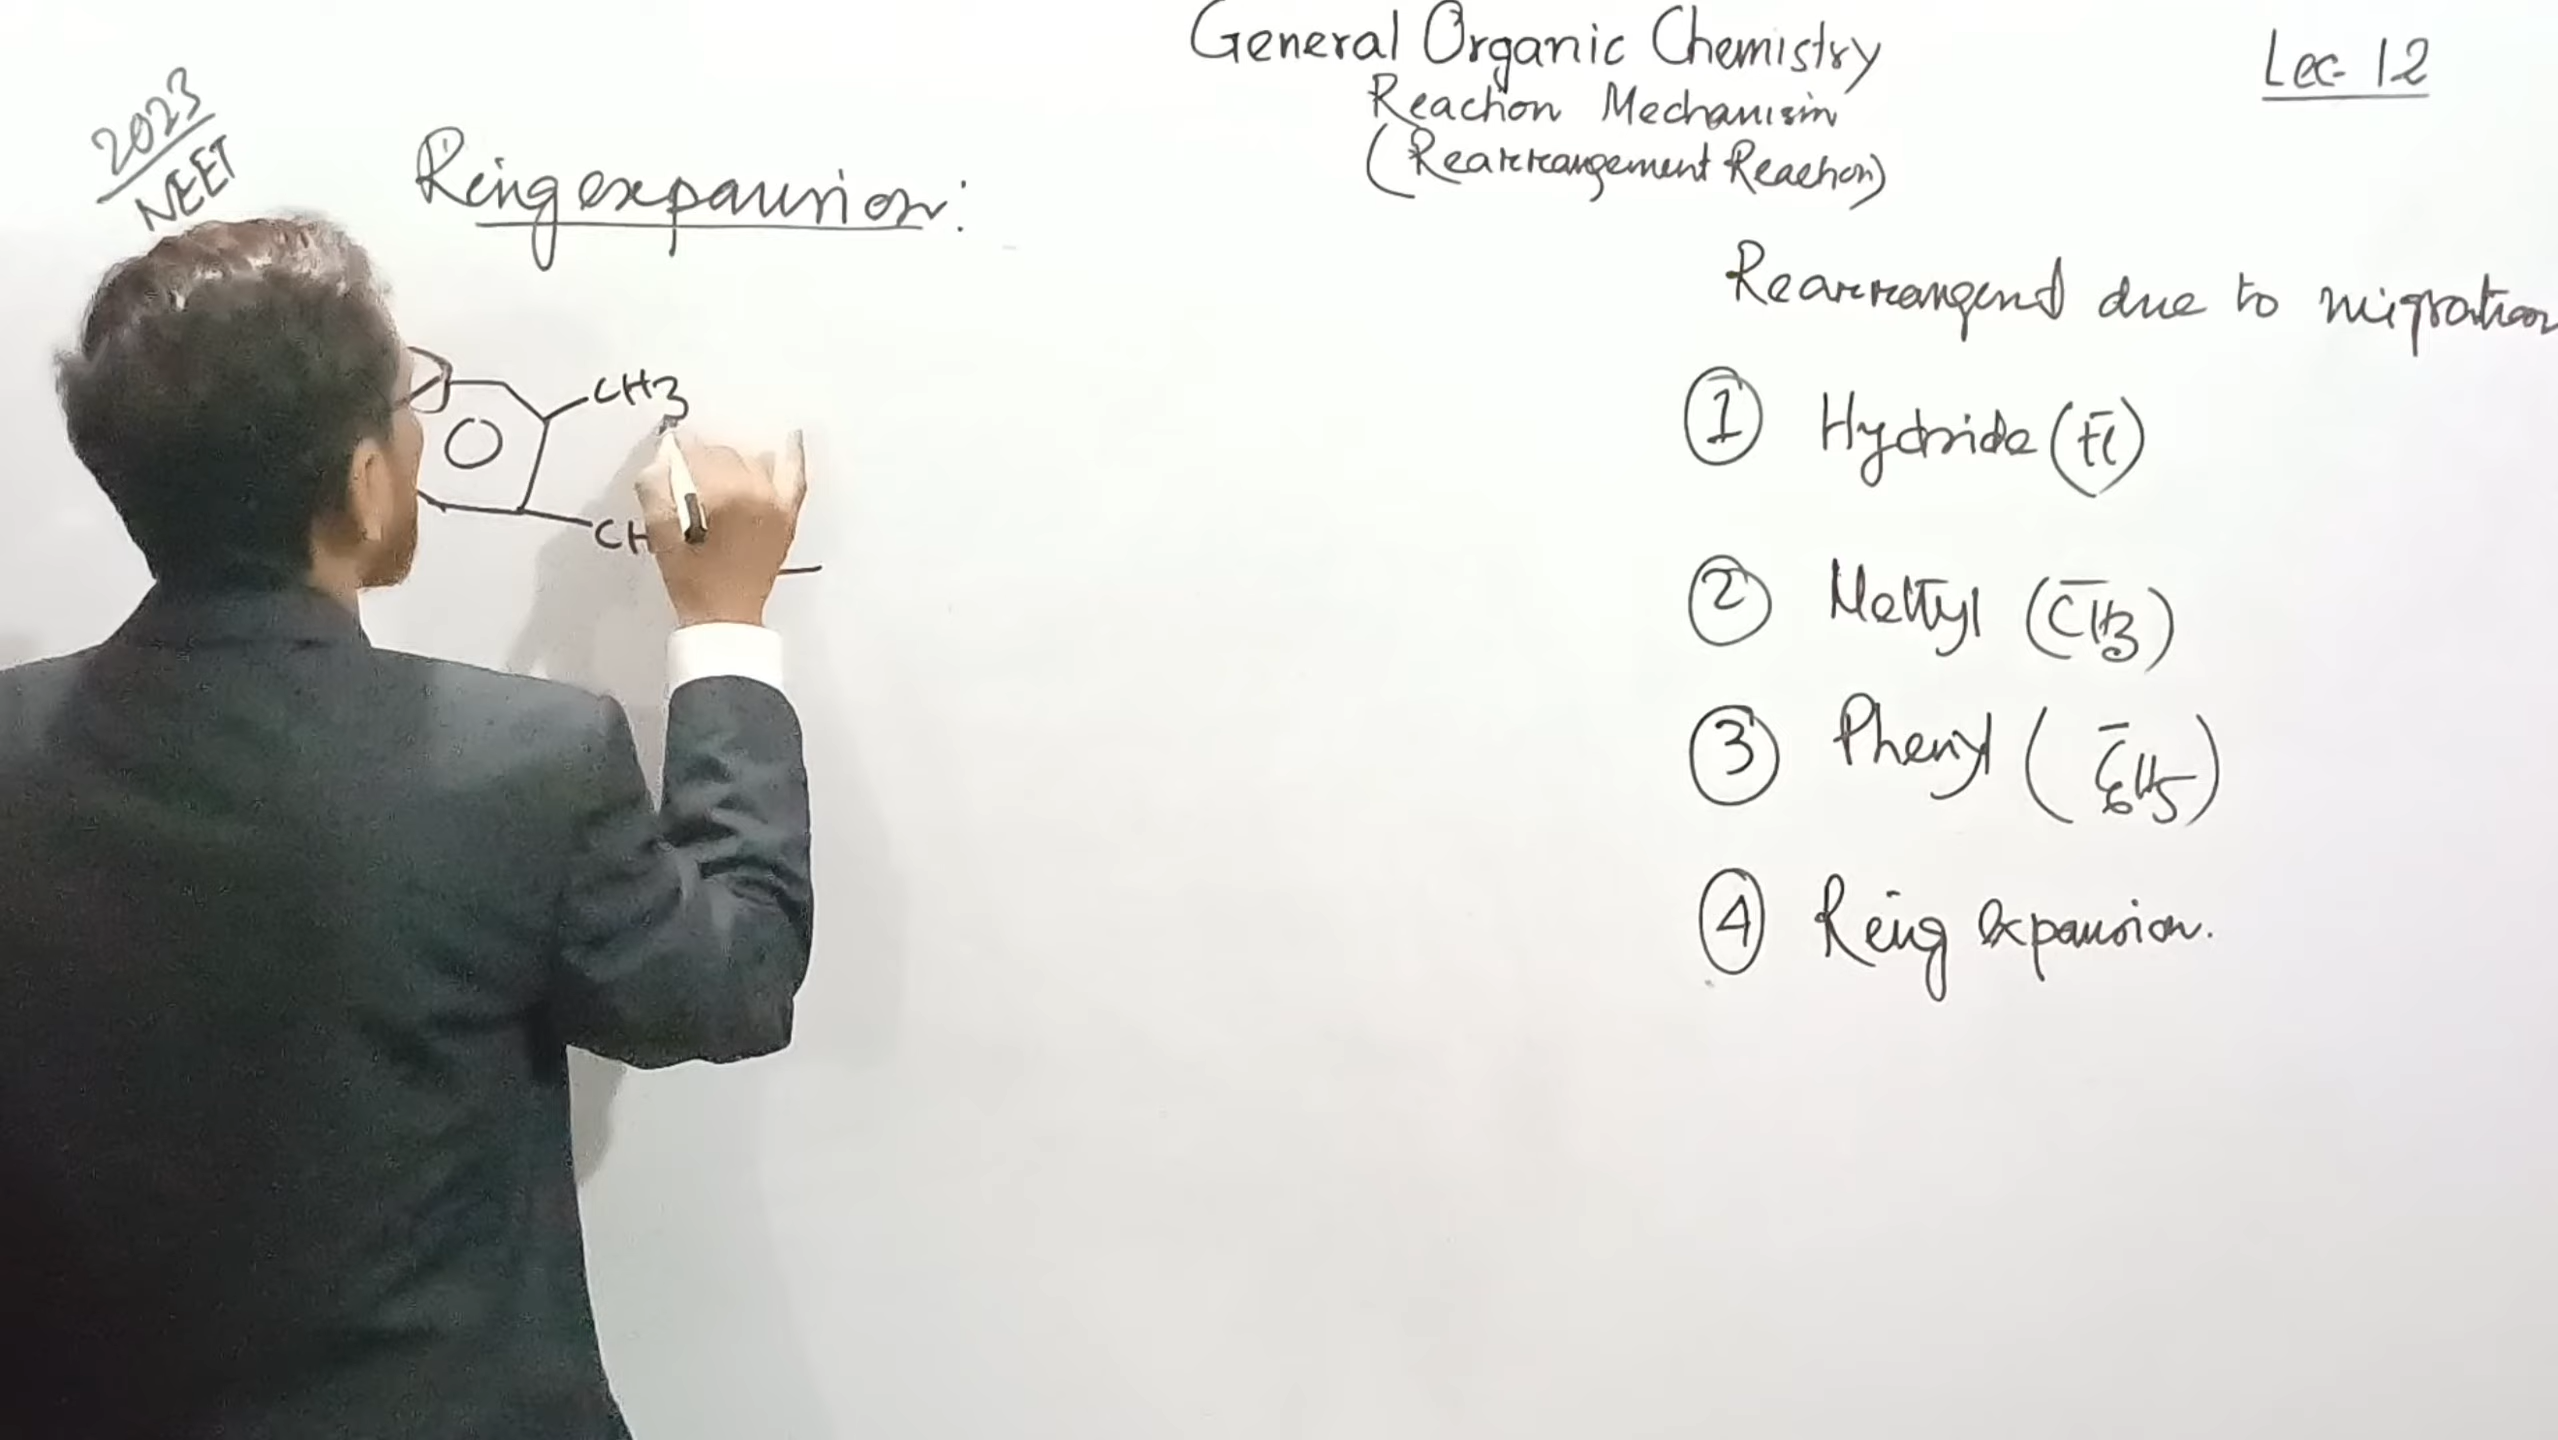 General Organic Chemistry
Lec- 12
Reaction Mechanism
(Rearrangement Reaction)
2023
NEET
Ring expansion:
Rearrangend due to migration
① Hydride (H̄)
② Methyl (C̄H3)
③ Phenyl (C̄6H5)
④ Ring expansion.
CH3
CH